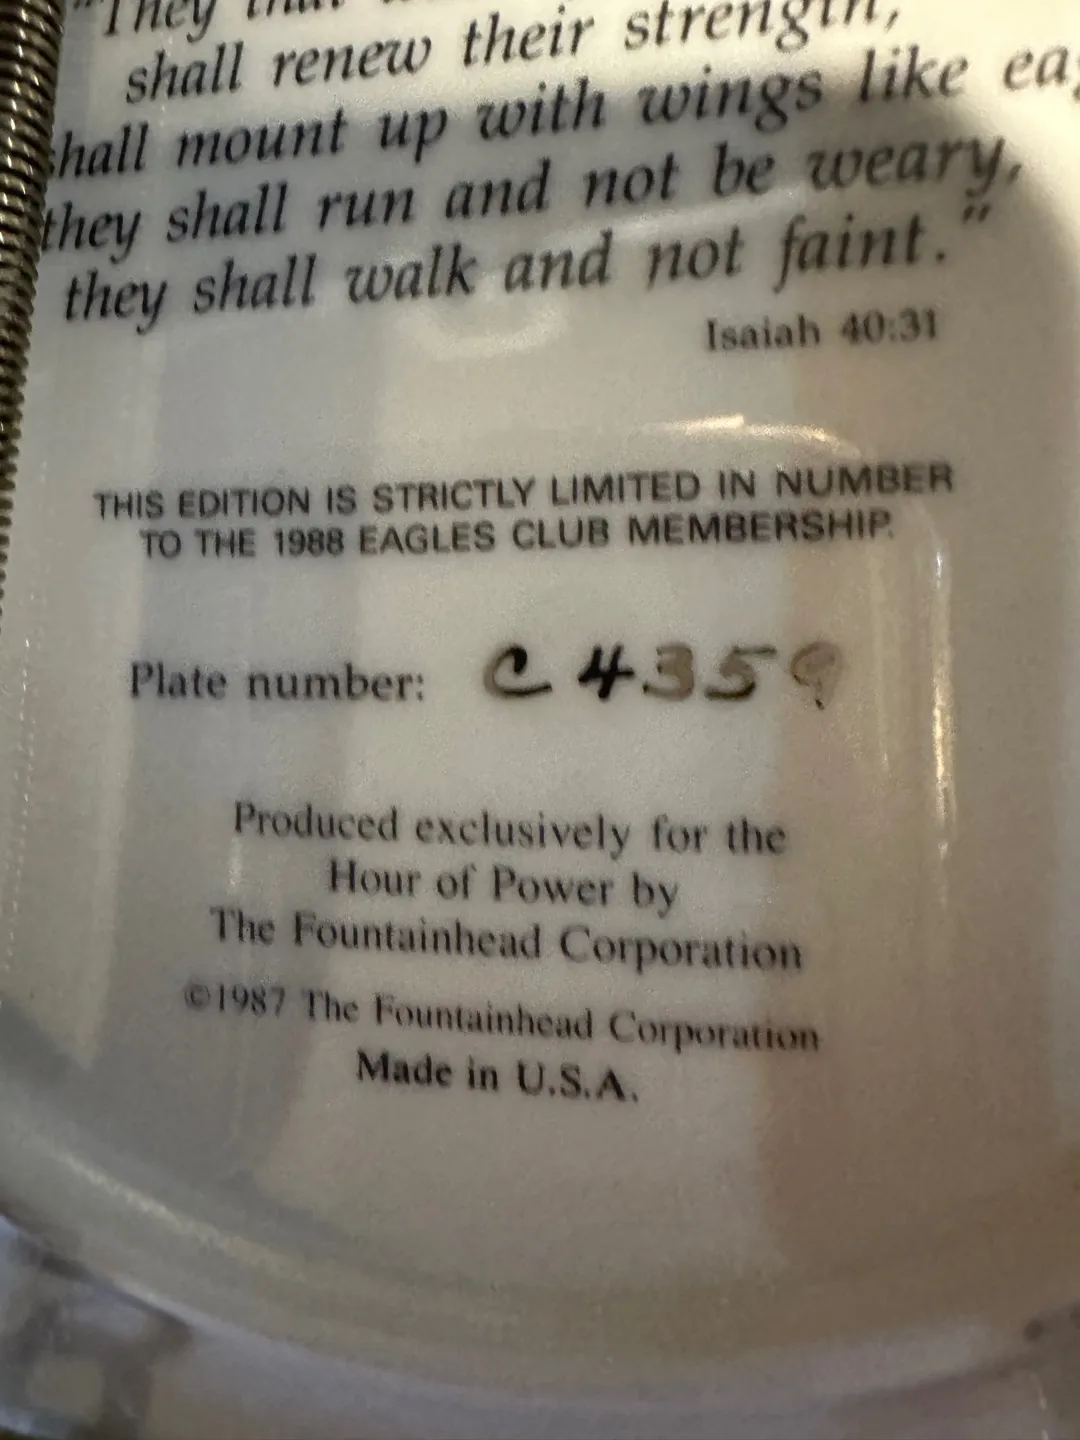 "They that
shall renew their strength,
shall mount up with wings like
they shall run and not be weary,
they shall walk and not faint."
Isaiah 40:31
THIS EDITION IS STRICTLY LIMITED IN NUMBER
TO THE 1988 EAGLES CLUB MEMBERSHIP.
Plate number: C4359
Produced exclusively for the
Hour of Power by
The Fountainhead Corporation
©1987 The Fountainhead Corporation
Made in U.S.A.